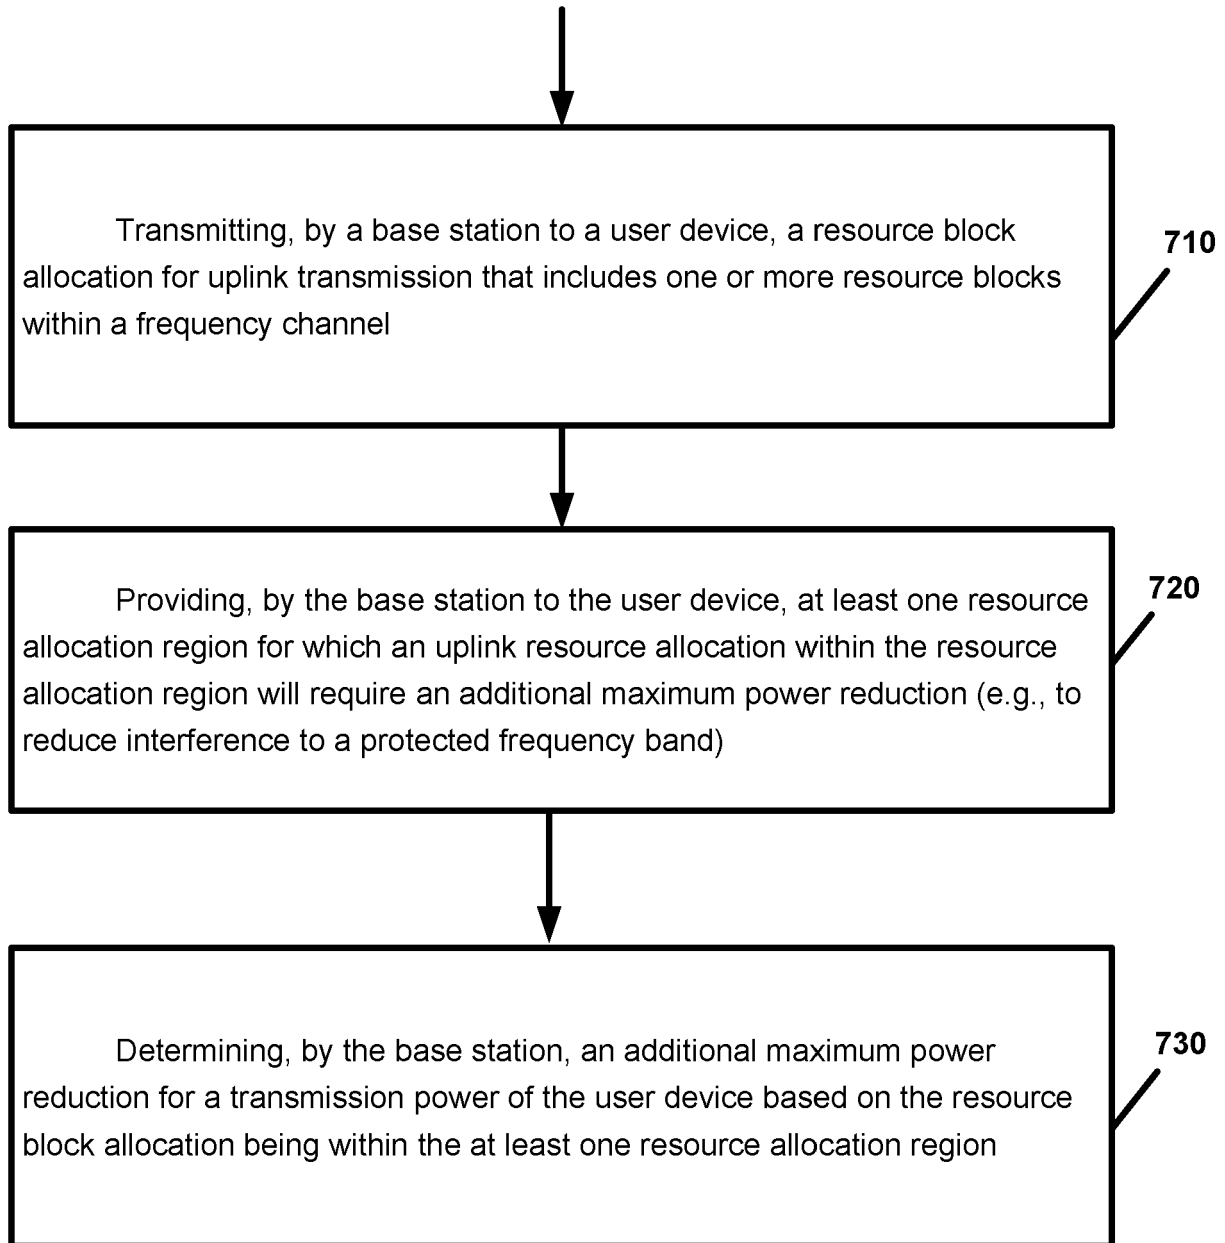 Transmitting, by a base station to a user device, a resource block
allocation for uplink transmission that includes one or more resource blocks
within a frequency channel
710
Providing, by the base station to the user device, at least one resource
allocation region for which an uplink resource allocation within the resource
allocation region will require an additional maximum power reduction (e.g., to
reduce interference to a protected frequency band)
720
Determining, by the base station, an additional maximum power
reduction for a transmission power of the user device based on the resource
block allocation being within the at least one resource allocation region
730